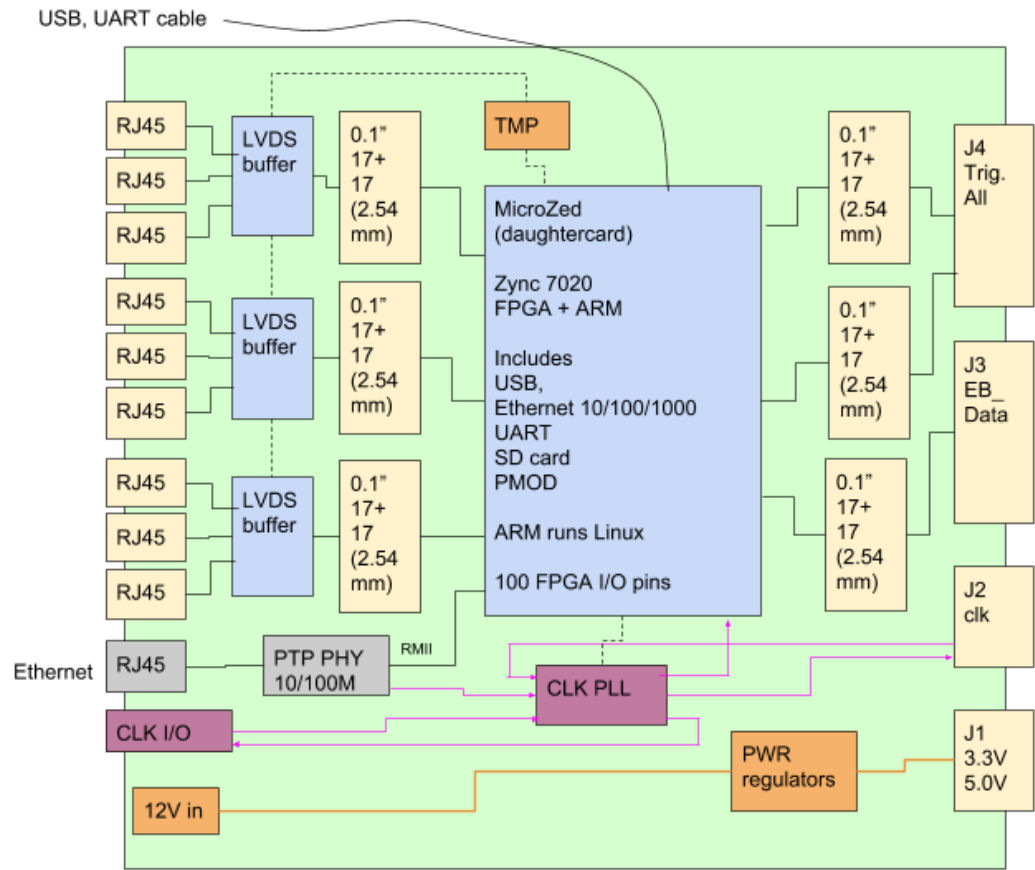 USB, UART cable
RJ45
RJ45
RJ45
LVDS
buffer
0.1”
17+
17
(2.54
mm)
TMP
0.1”
17+
17
(2.54
mm)
J4
Trig.
All
MicroZed
(daughtercard)
Zync 7020
FPGA + ARM
Includes
USB,
Ethernet 10/100/1000
UART
SD card
PMOD
ARM runs Linux
100 FPGA I/O pins
RJ45
RJ45
RJ45
LVDS
buffer
0.1”
17+
17
(2.54
mm)
0.1”
17+
17
(2.54
mm)
J3
EB_
Data
RJ45
RJ45
RJ45
LVDS
buffer
0.1”
17+
17
(2.54
mm)
0.1”
17+
17
(2.54
mm)
J2
clk
Ethernet
RJ45
PTP PHY
10/100M
RMII
CLK PLL
CLK I/O
12V in
PWR
regulators
J1
3.3V
5.0V